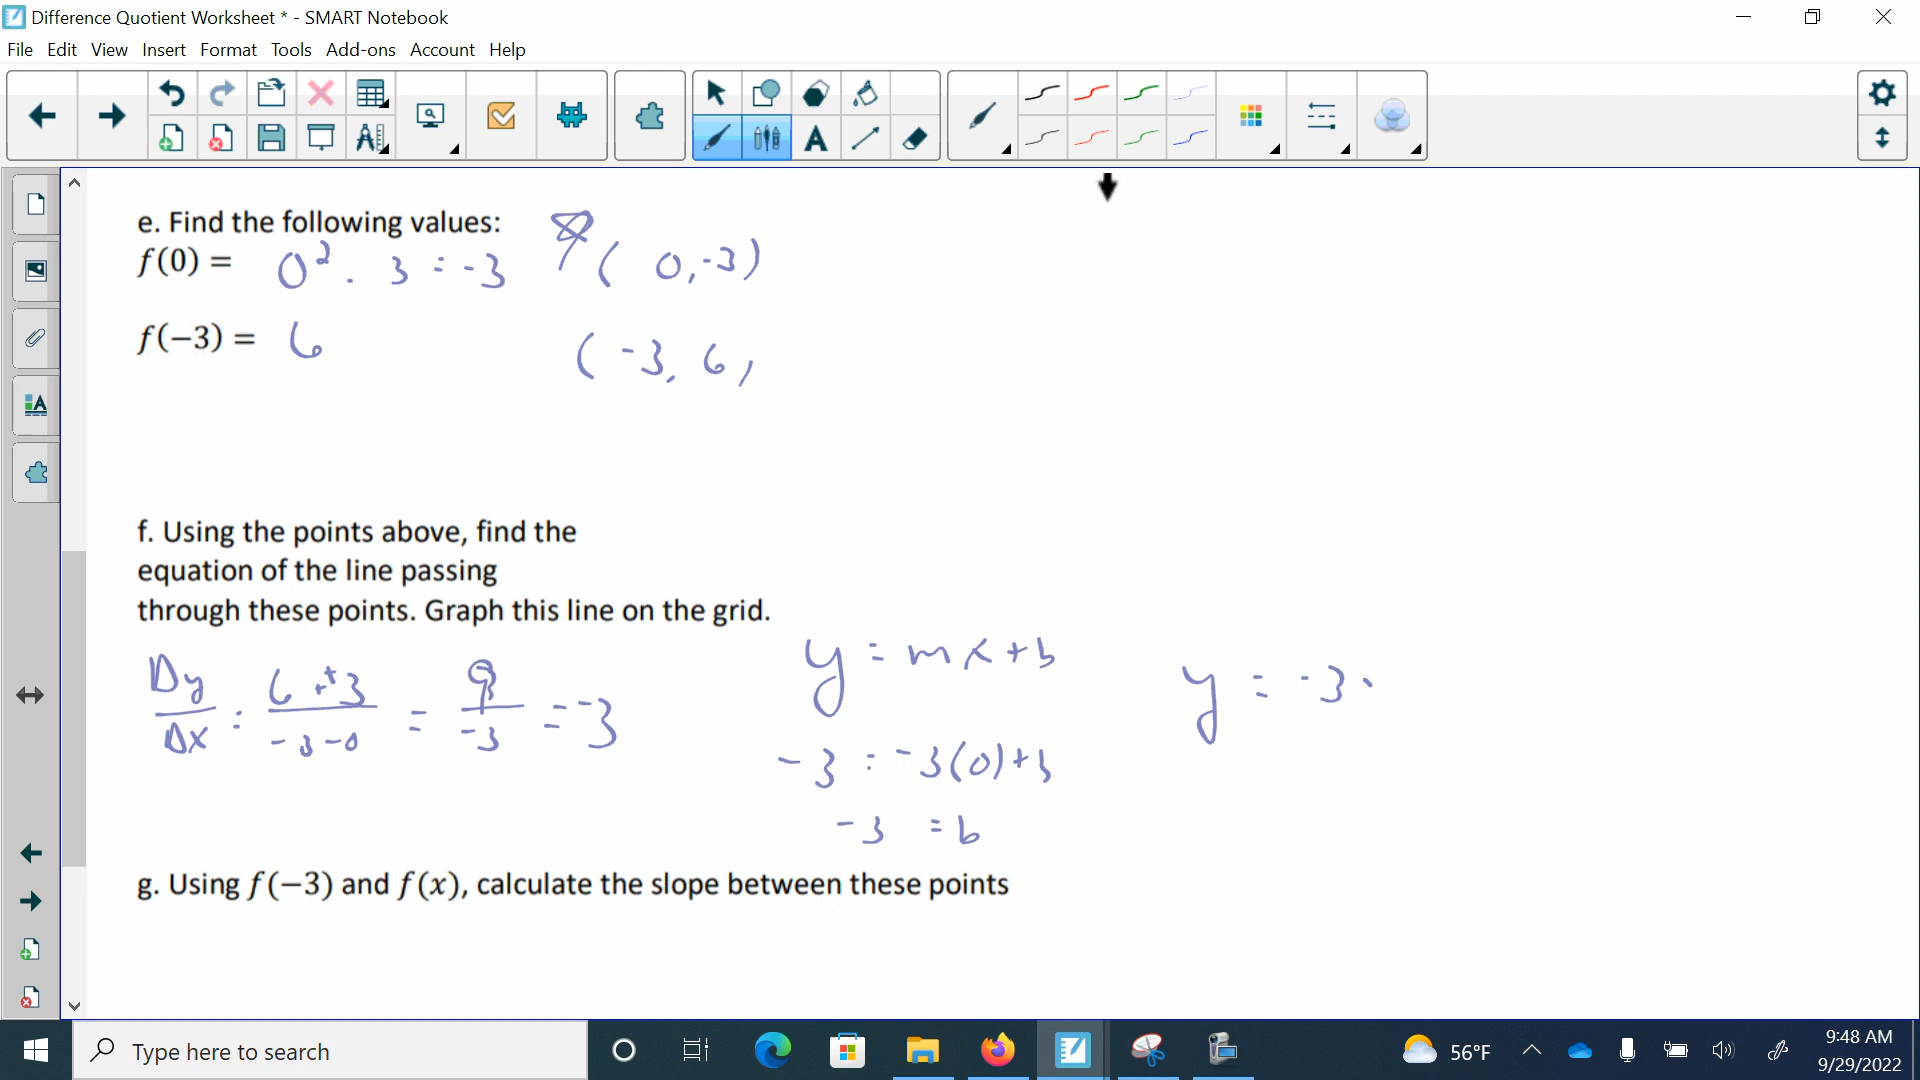 Difference Quotient Worksheet * - SMART Notebook
File Edit View Insert Format Tools Add-ons Account Help
e. Find the following values:
f(0) = 0² - 3 = -3 (0, -3)
f(−3) = 6 (-3, 6)
f. Using the points above, find the
equation of the line passing
through these points. Graph this line on the grid.
Dy/Δx = 6 + +3/-3-0 = 9/-3 = -3
y = mx+b
-3 = -3(0)+b
-3 = b
y = -3
g. Using f(−3) and f(x), calculate the slope between these points
Type here to search
56°F
9:48 AM
9/29/2022